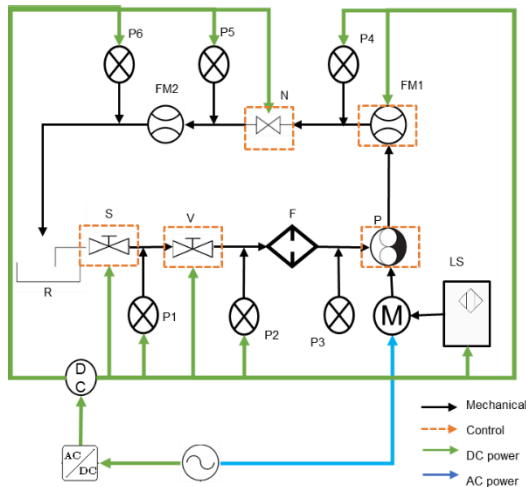 P6
P5
P4
FM2
N
FM1
S
V
F
P
R
P1
P2
P3
M
LS
D
C
AC
DC
Mechanical
Control
DC power
AC power